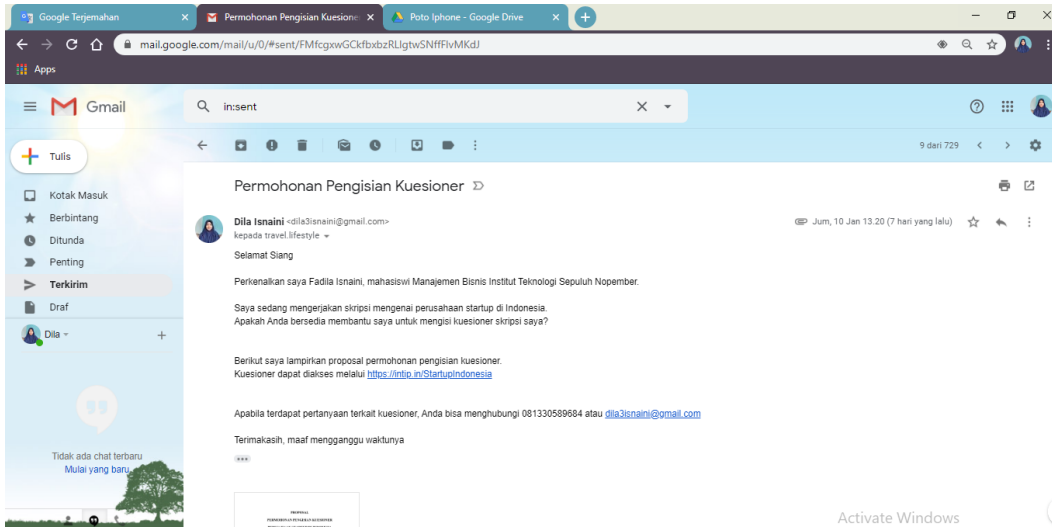 Google Terjemahan
Permohonan Pengisian Kuesione
Poto Iphone - Google Drive
mail.google.com/mail/u/0/#sent/FMfcgxwGCkfbxbzRLlgtwSNffFlvMKdJ
Apps
Gmail
in:sent
Tulis
9 dari 729
Kotak Masuk
Berbintang
Ditunda
Penting
Terkirim
Draf
Dila
Tidak ada chat terbaru
Mulai yang baru
Permohonan Pengisian Kuesioner
Dila Isnaini <dila3isnaini@gmail.com>
Jum, 10 Jan 13.20 (7 hari yang lalu)
kepada travel.lifestyle
Selamat Siang
Perkenalkan saya Fadila Isnaini, mahasiswi Manajemen Bisnis Institut Teknologi Sepuluh Nopember.
Saya sedang mengerjakan skripsi mengenai perusahaan startup di Indonesia.
Apakah Anda bersedia membantu saya untuk mengisi kuesioner skripsi saya?
Berikut saya lampirkan proposal permohonan pengisian kuesioner.
Kuesioner dapat diakses melalui https://intip.in/StartupIndonesia
Apabila terdapat pertanyaan terkait kuesioner, Anda bisa menghubungi 081330589684 atau dila3isnaini@gmail.com
Terimakasih, maaf mengganggu waktunya
PROPOSAL
PERMOHONAN PENGISIAN KUESIONER
Activate Windows